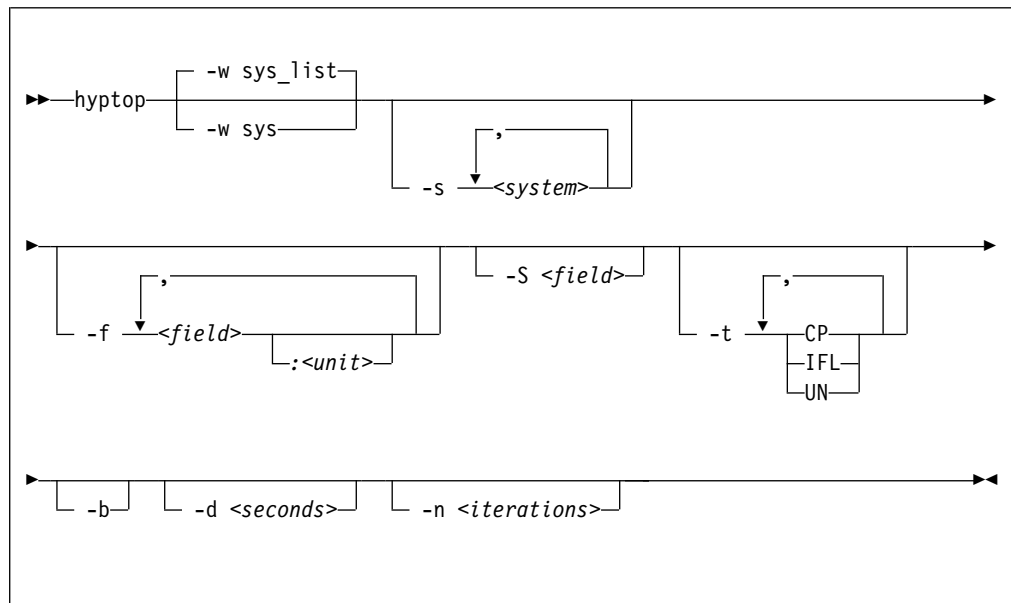 -w sys_list
hyptop
-w sys
,
-s <system>
,
-f <field>
:<unit>
-S <field>
,
-t CP
IFL
UN
-b -d <seconds> -n <iterations>